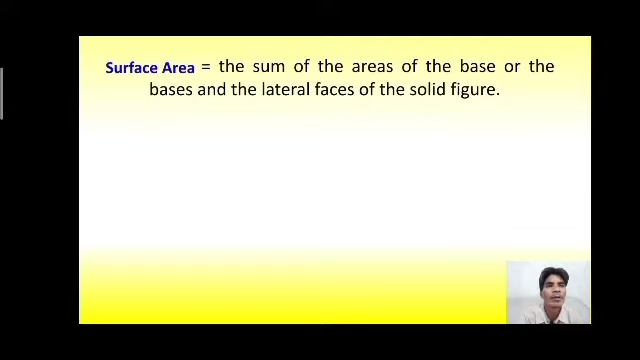 Surface Area = the sum of the areas of the base or the
bases and the lateral faces of the solid figure.